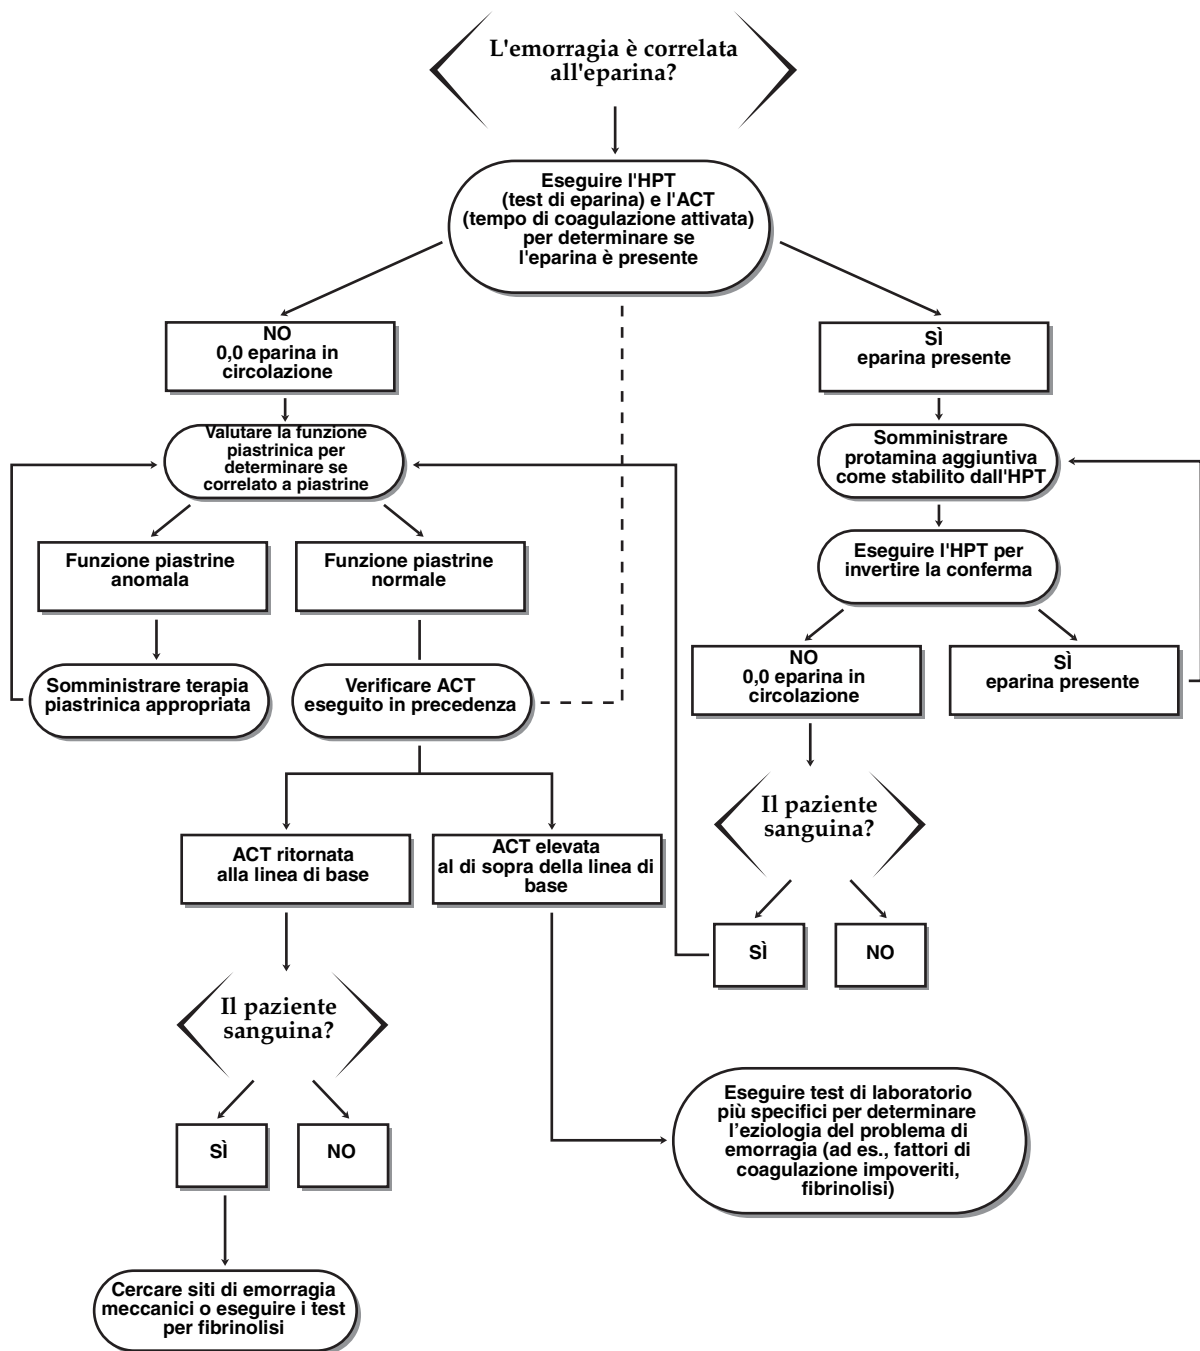 L'emorragia è correlata
all'eparina?
Eseguire l'HPT
(test di eparina) e l'ACT
(tempo di coagulazione attivata)
per determinare se
l'eparina è presente
NO
0,0 eparina in
circolazione
SÌ
eparina presente
Valutare la funzione
piastrinica per
determinare se
correlato a piastrine
Somministrare
protamina aggiuntiva
come stabilito dall'HPT
Funzione piastrine
anomala
Funzione piastrine
normale
Eseguire l'HPT per
invertire la conferma
Somministrare terapia
piastrinica appropriata
Verificare ACT
eseguito in precedenza
NO
0,0 eparina in
circolazione
SÌ
eparina presente
Il paziente
sanguina?
ACT ritornata
alla linea di base
ACT elevata
al di sopra della linea di
base
SÌ
NO
Il paziente
sanguina?
SÌ
NO
Eseguire test di laboratorio
più specifici per determinare
l'eziologia del problema di
emorragia (ad es., fattori di
coagulazione impoveriti,
fibrinolisi)
Cercare siti di emorragia
meccanici o eseguire i test
per fibrinolisi